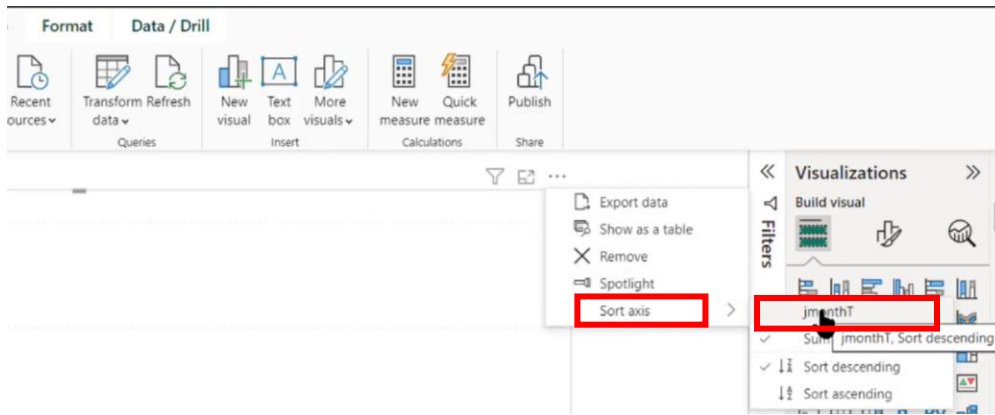 Format Data / Drill
Recent Transform Refresh New Text More New Quick Publish
ources data visual box visuals measure measure
Queries Insert Calculations Share
Visualizations
Export data
Build visual
Show as a table
Filters
Remove
Spotlight
Sort axis
jmonthT
Sum
jmonthT, Sort descending
Sort descending
Sort ascending